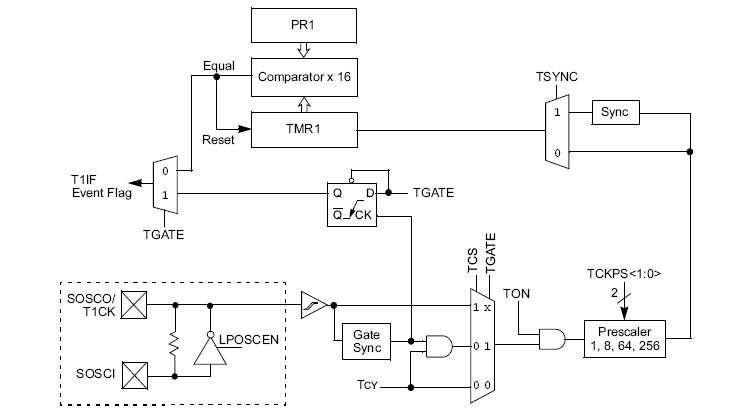 PR1
Equal
Comparator x 16
TSYNC
1
Sync
Reset
TMR1
0
0
T1IF
Event Flag
1
Q
D
TGATE
Q
CK
TGATE
TCS
TGATE
SOSCO/
T1CK
1 x
TON
TCKPS<1:0>
2
LPOSCEN
Gate
Sync
0 1
Prescaler
1, 8, 64, 256
SOSCI
TCY
0 0